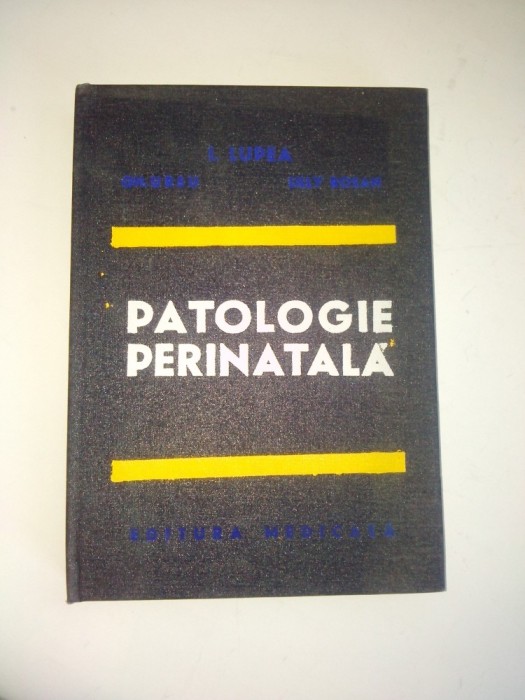 I. LUPEA
PATOLOGIE
PERINATALĂ
EDITURA MEDICALĂ